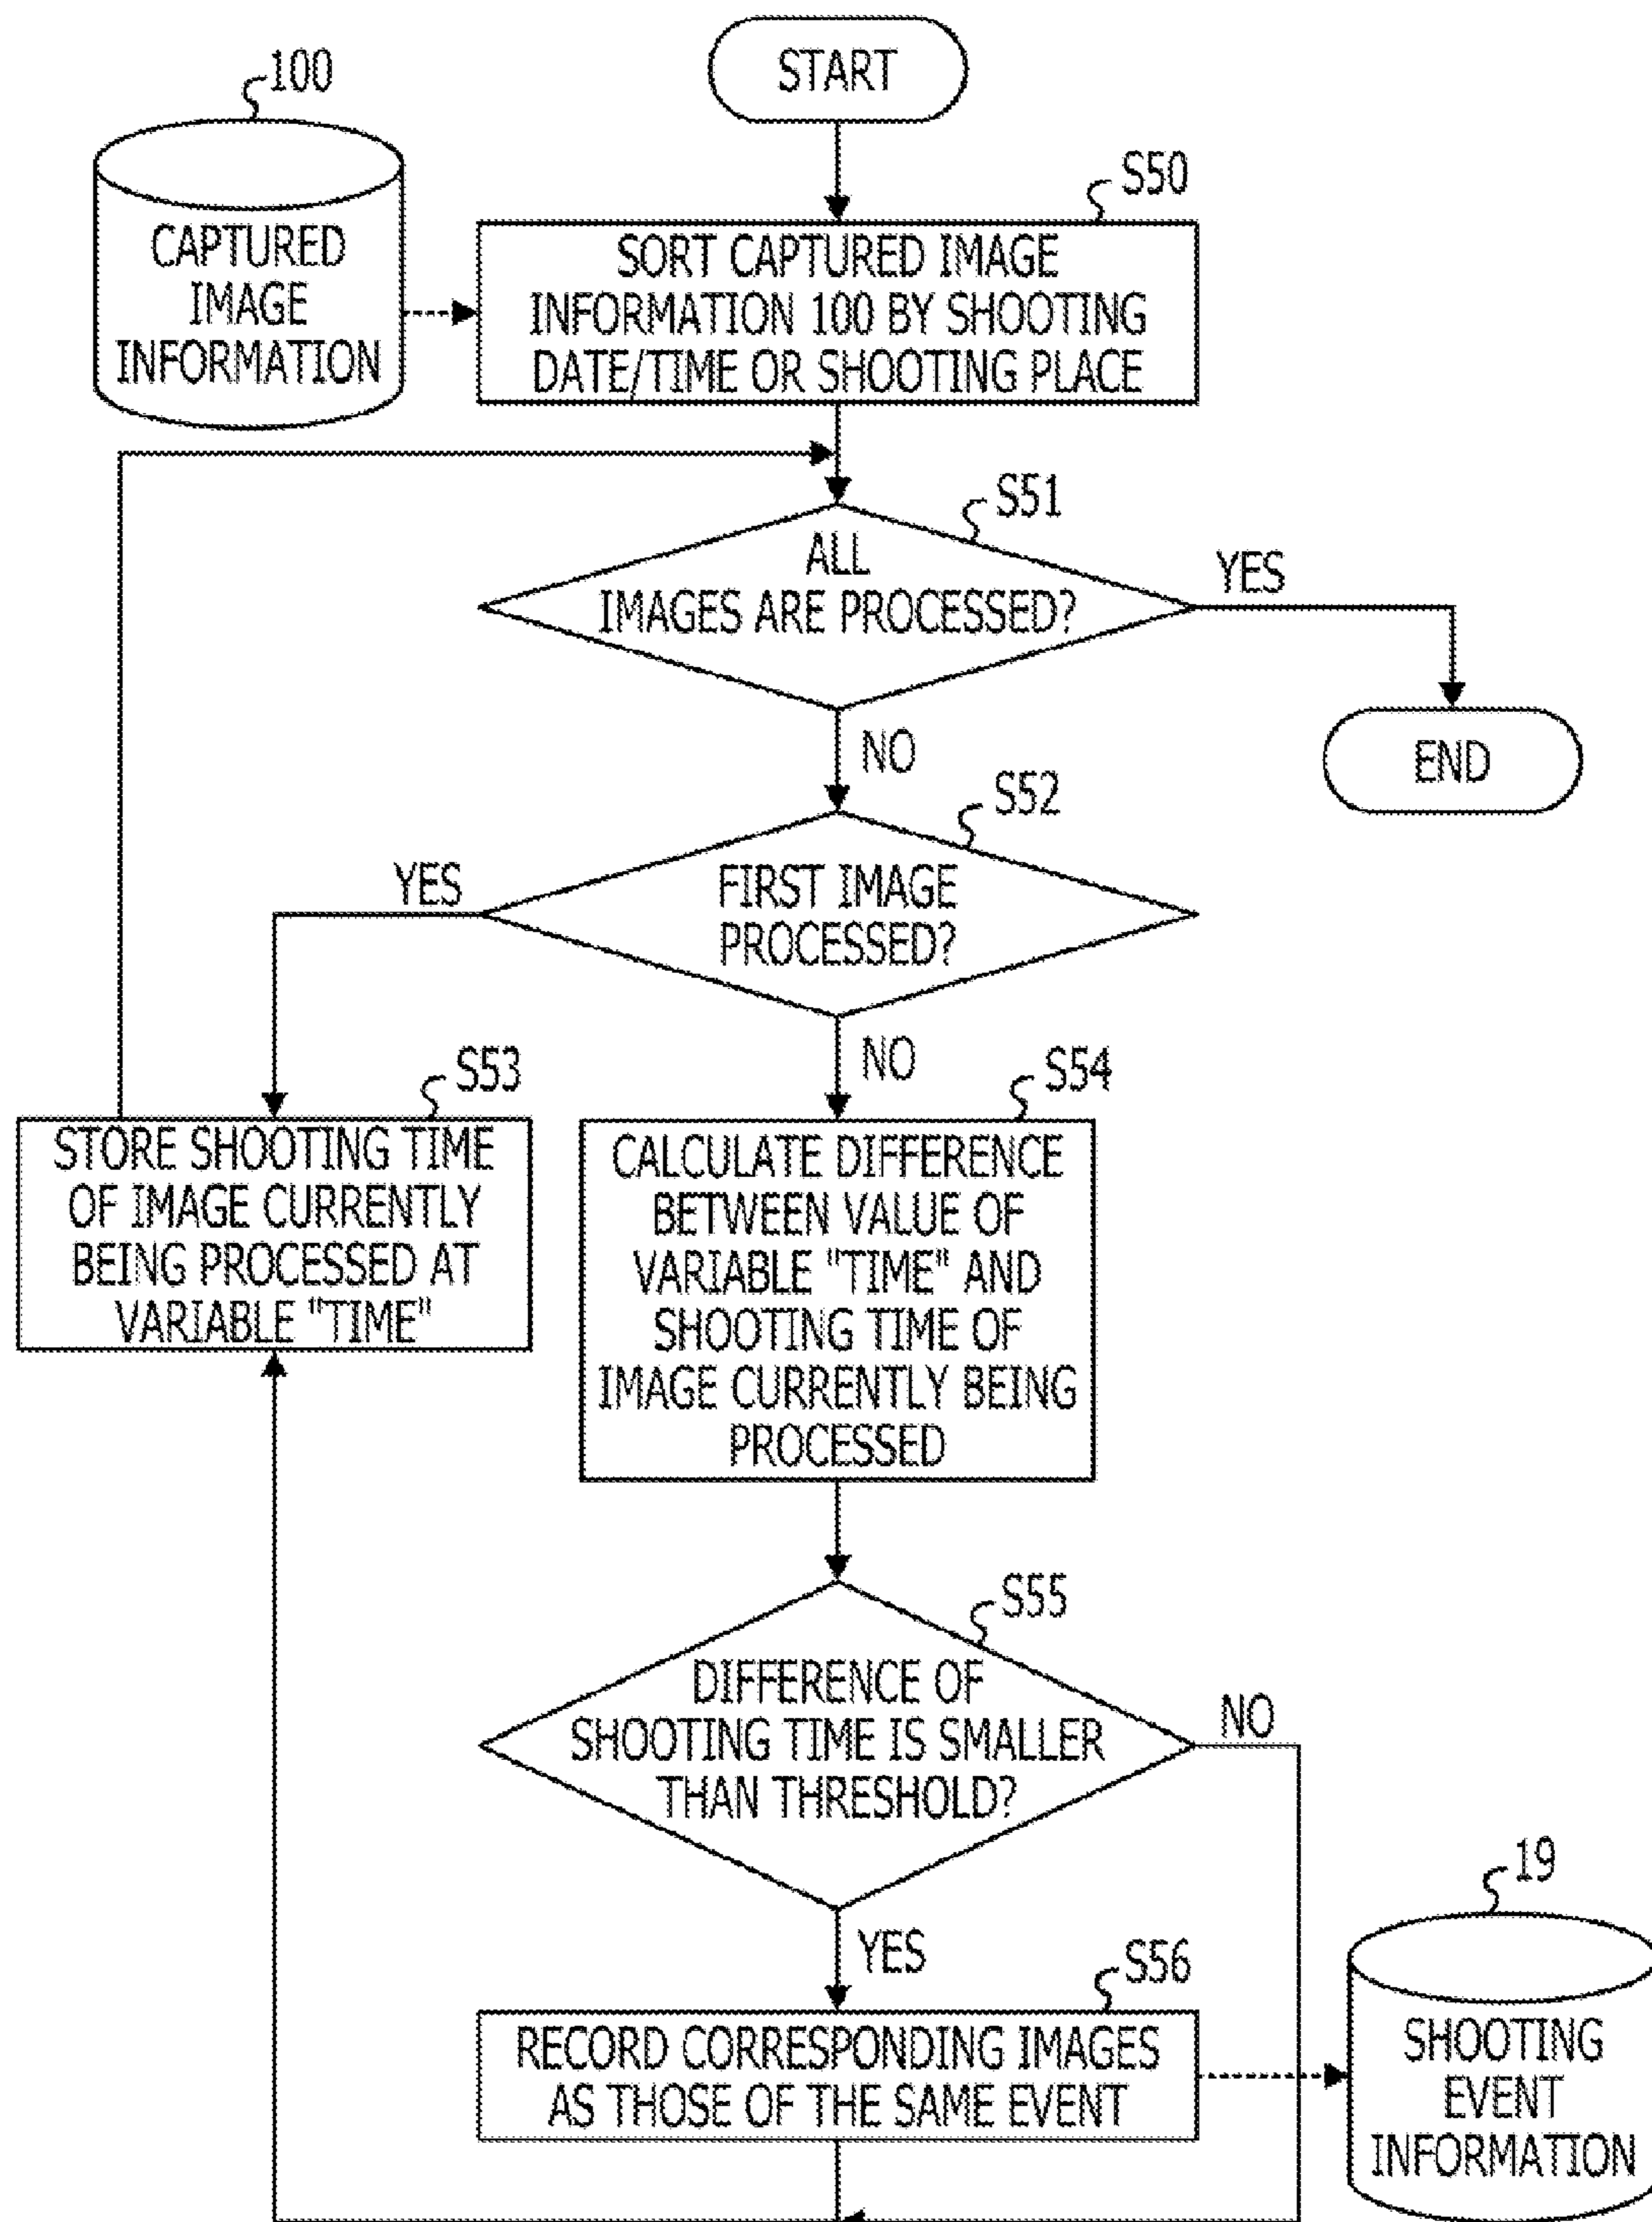 START
100
CAPTURED
IMAGE
INFORMATION
S50
SORT CAPTURED IMAGE
INFORMATION 100 BY SHOOTING
DATE/TIME OR SHOOTING PLACE
S51
ALL
IMAGES ARE PROCESSED?
YES
END
NO
S52
FIRST IMAGE
PROCESSED?
YES
NO
S53
STORE SHOOTING TIME
OF IMAGE CURRENTLY
BEING PROCESSED AT
VARIABLE "TIME"
S54
CALCULATE DIFFERENCE
BETWEEN VALUE OF
VARIABLE "TIME" AND
SHOOTING TIME OF
IMAGE CURRENTLY BEING
PROCESSED
S55
DIFFERENCE OF
SHOOTING TIME IS SMALLER
THAN THRESHOLD?
NO
YES
S56
RECORD CORRESPONDING IMAGES
AS THOSE OF THE SAME EVENT
19
SHOOTING
EVENT
INFORMATION